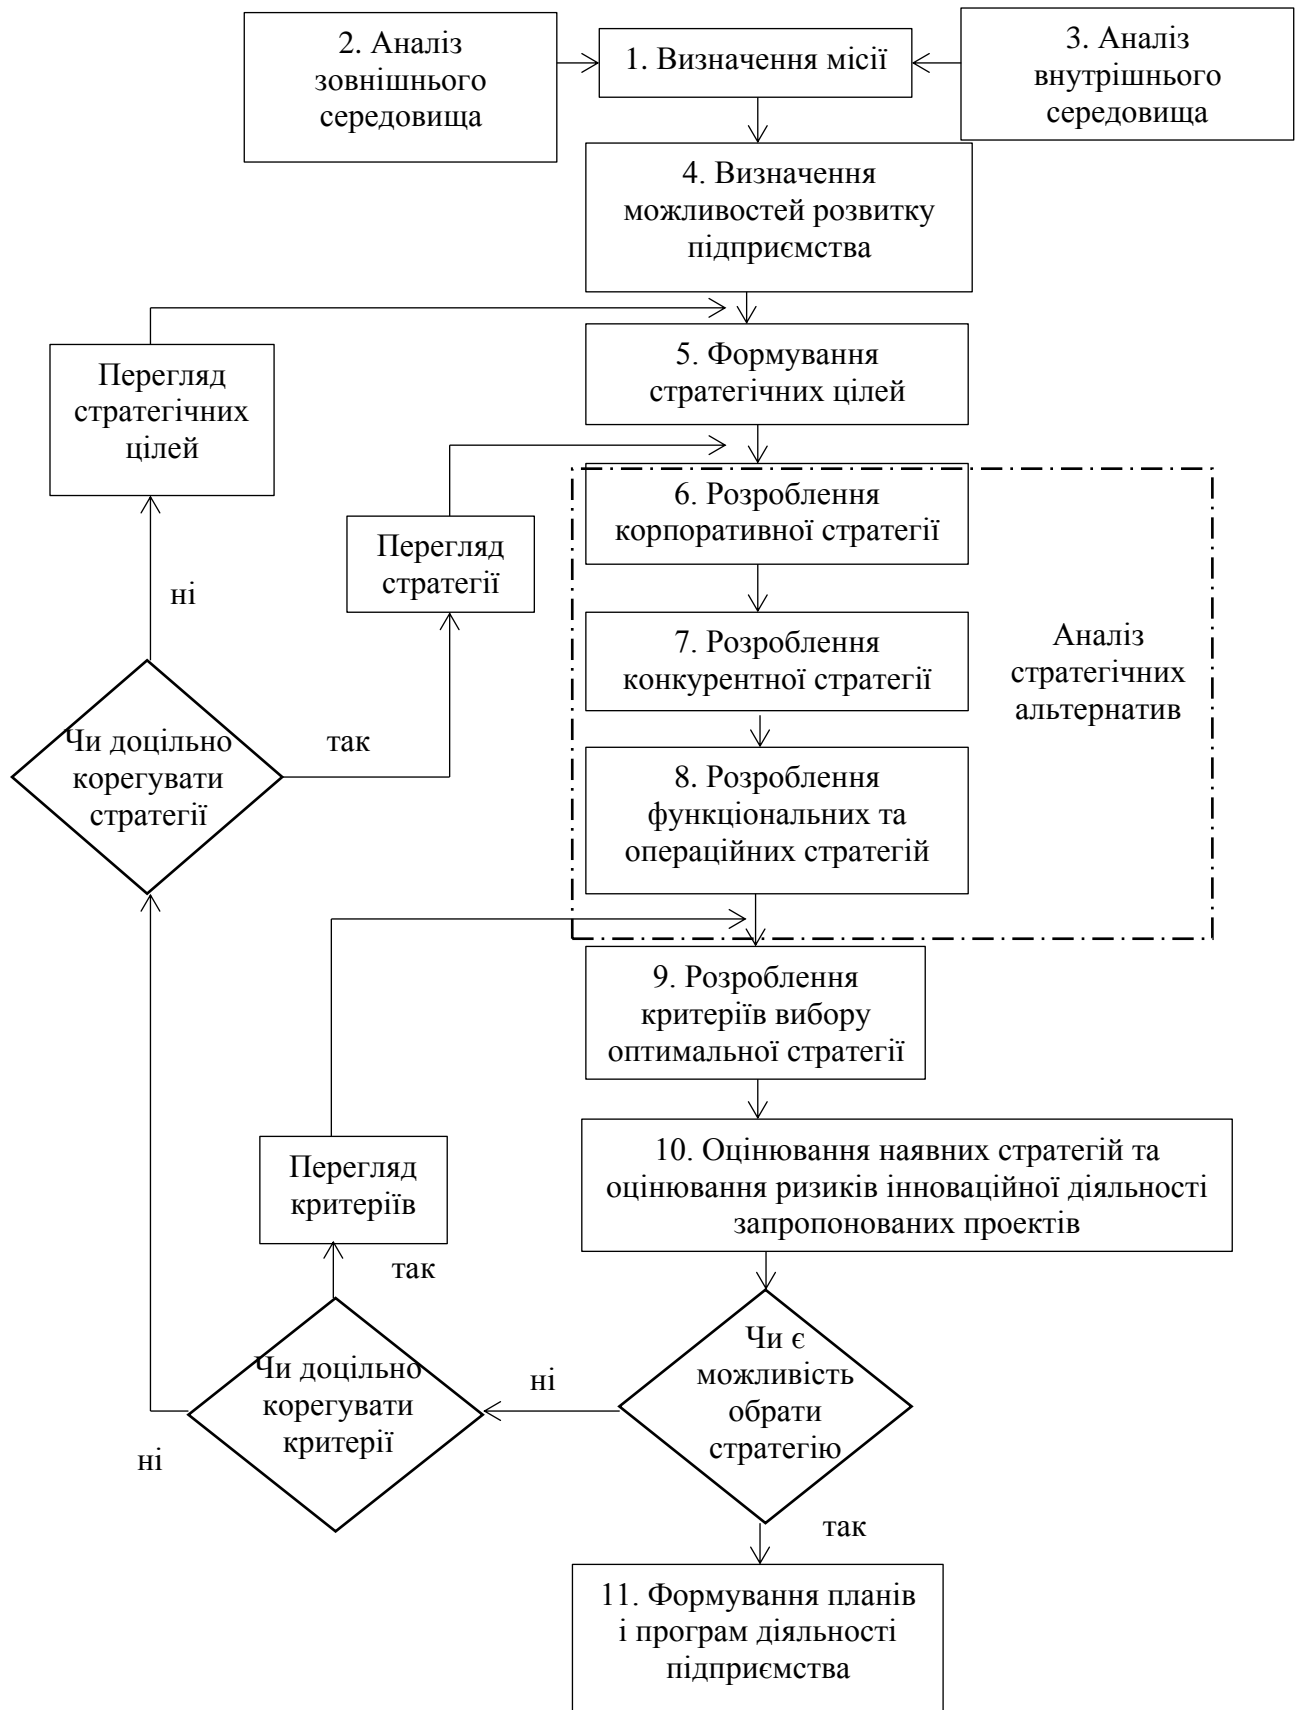 2. Аналіз
зовнішнього
середовища
1. Визначення місії
3. Аналіз
внутрішнього
середовища
4. Визначення
можливостей розвитку
підприємства
Перегляд
стратегічних
цілей
5. Формування
стратегічних цілей
6. Розроблення
корпоративної стратегії
Перегляд
стратегії
ні
7. Розроблення
конкурентної стратегії
Аналіз
стратегічних
альтернатив
Чи доцільно
корегувати
стратегії
так
8. Розроблення
функціональних та
операційних стратегій
9. Розроблення
критеріїв вибору
оптимальної стратегії
Перегляд
критеріїв
10. Оцінювання наявних стратегій та
оцінювання ризиків інноваційної діяльності
запропонованих проектів
так
Чи доцільно
корегувати
критерії
ні
Чи є
можливість
обрати
стратегію
ні
так
11. Формування планів
і програм діяльності
підприємства